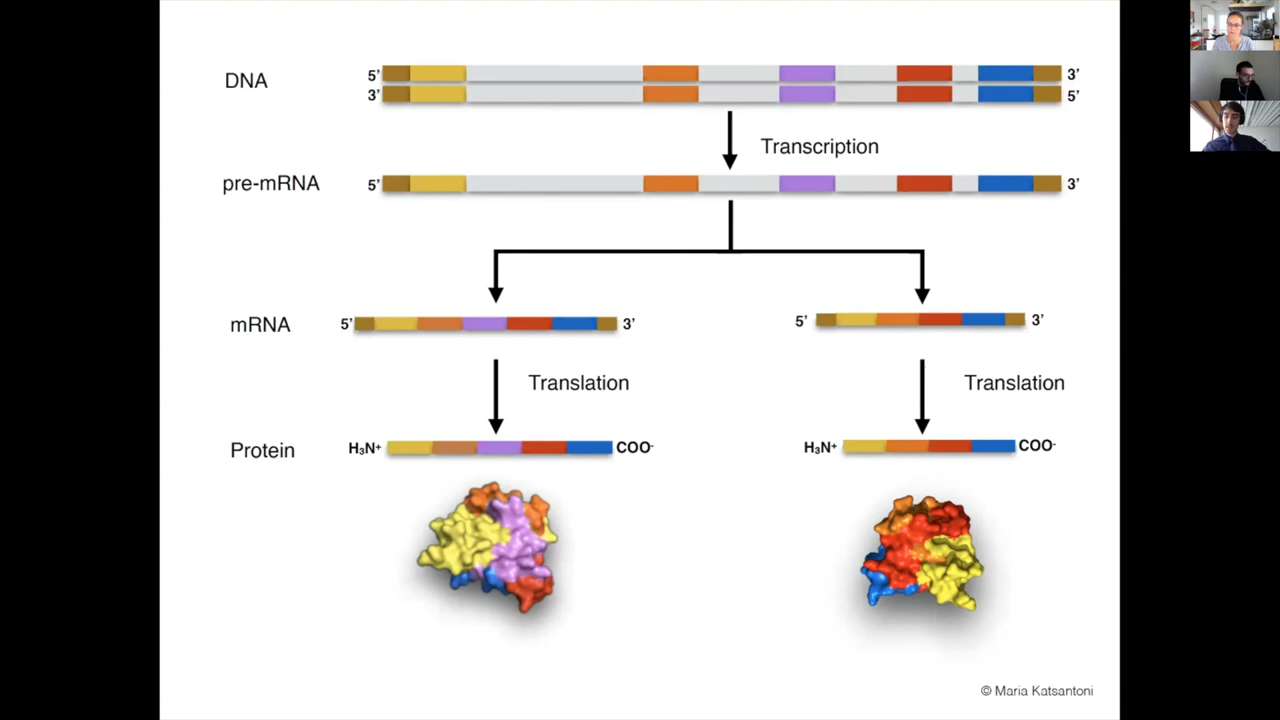 DNA
5’ 3’
3’ 5’
Transcription
pre-mRNA 5’ 3’
mRNA 5’ 3’ 5’ 3’
Translation Translation
Protein H₃N⁺ COO⁻ H₃N⁺ COO⁻
© Maria Katsantoni